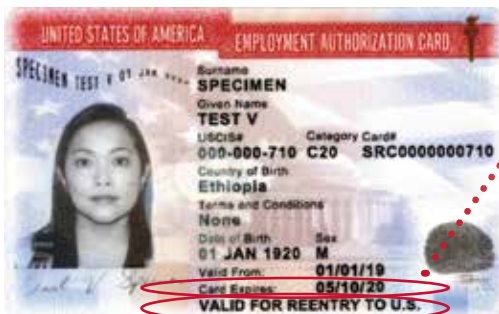 UNITED STATES OF AMERICA EMPLOYMENT AUTHORIZATION CARD
SPECIMEN TEST V 01 JAN
Surname
SPECIMEN
Given Name
TEST V
USCIS# Category Card#
000-000-710 C20 SRC0000000710
Country of Birth
Ethiopia
Terms and Conditions
None
Date of Birth Sex
01 JAN 1920 M
Valid From: 01/01/19
Card Expires: 05/10/20
VALID FOR REENTRY TO U.S.